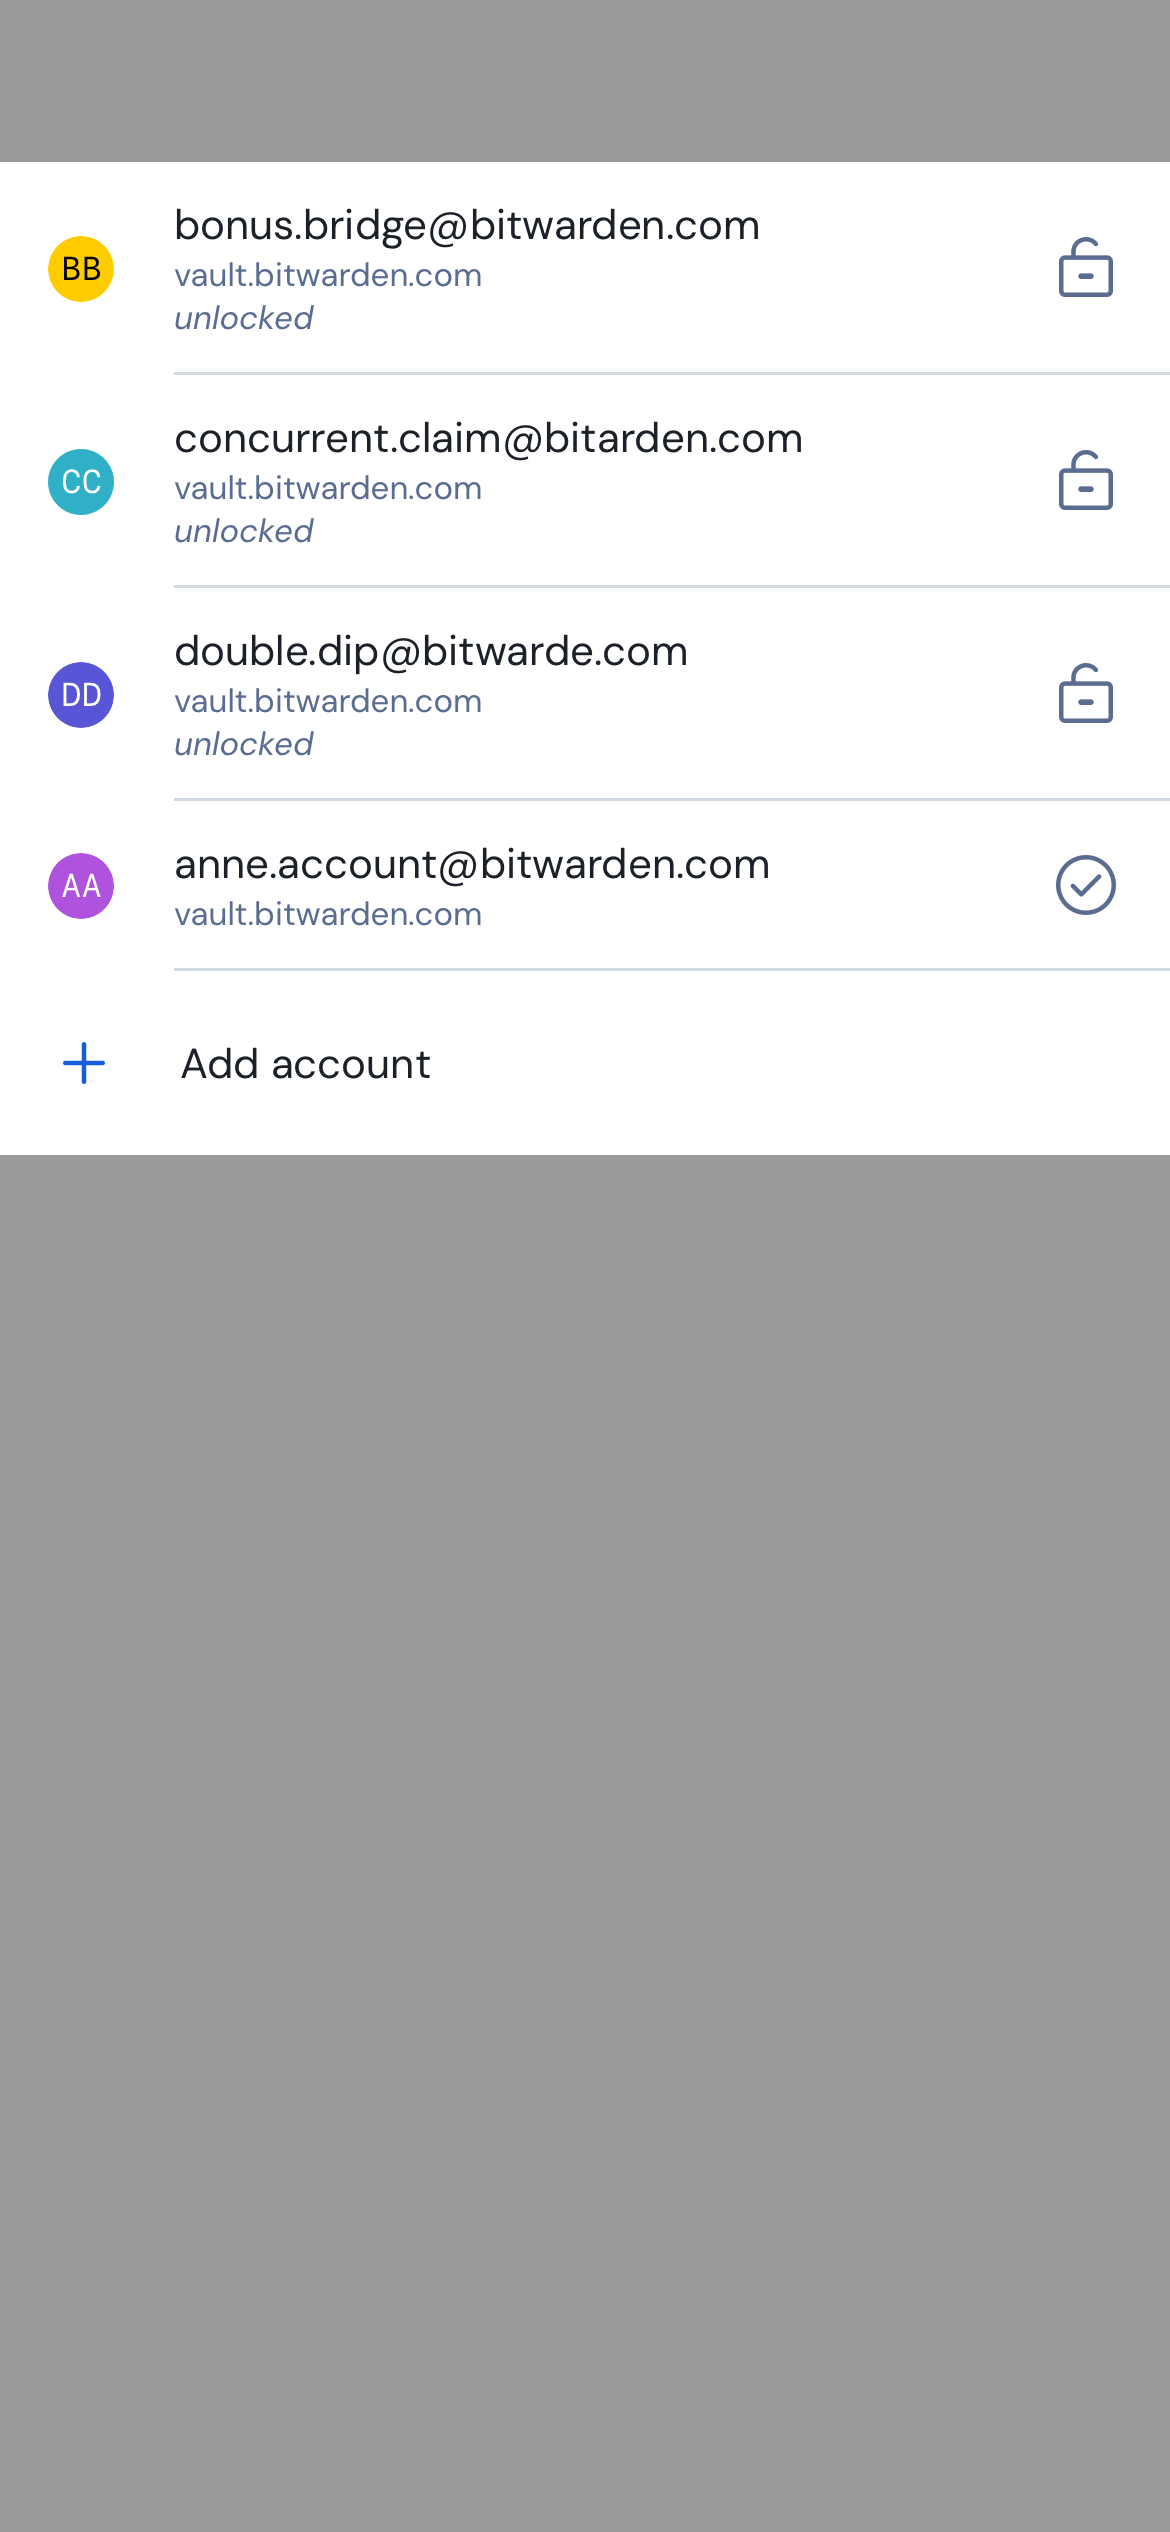 BB
bonus.bridge@bitwarden.com
vault.bitwarden.com
unlocked
CC
concurrent.claim@bitarden.com
vault.bitwarden.com
unlocked
DD
double.dip@bitwarde.com
vault.bitwarden.com
unlocked
AA
anne.account@bitwarden.com
vault.bitwarden.com
Add account